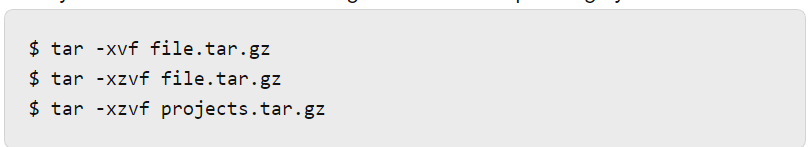 $ tar -xvf file.tar.gz
$ tar -xzvf file.tar.gz
$ tar -xzvf projects.tar.gz